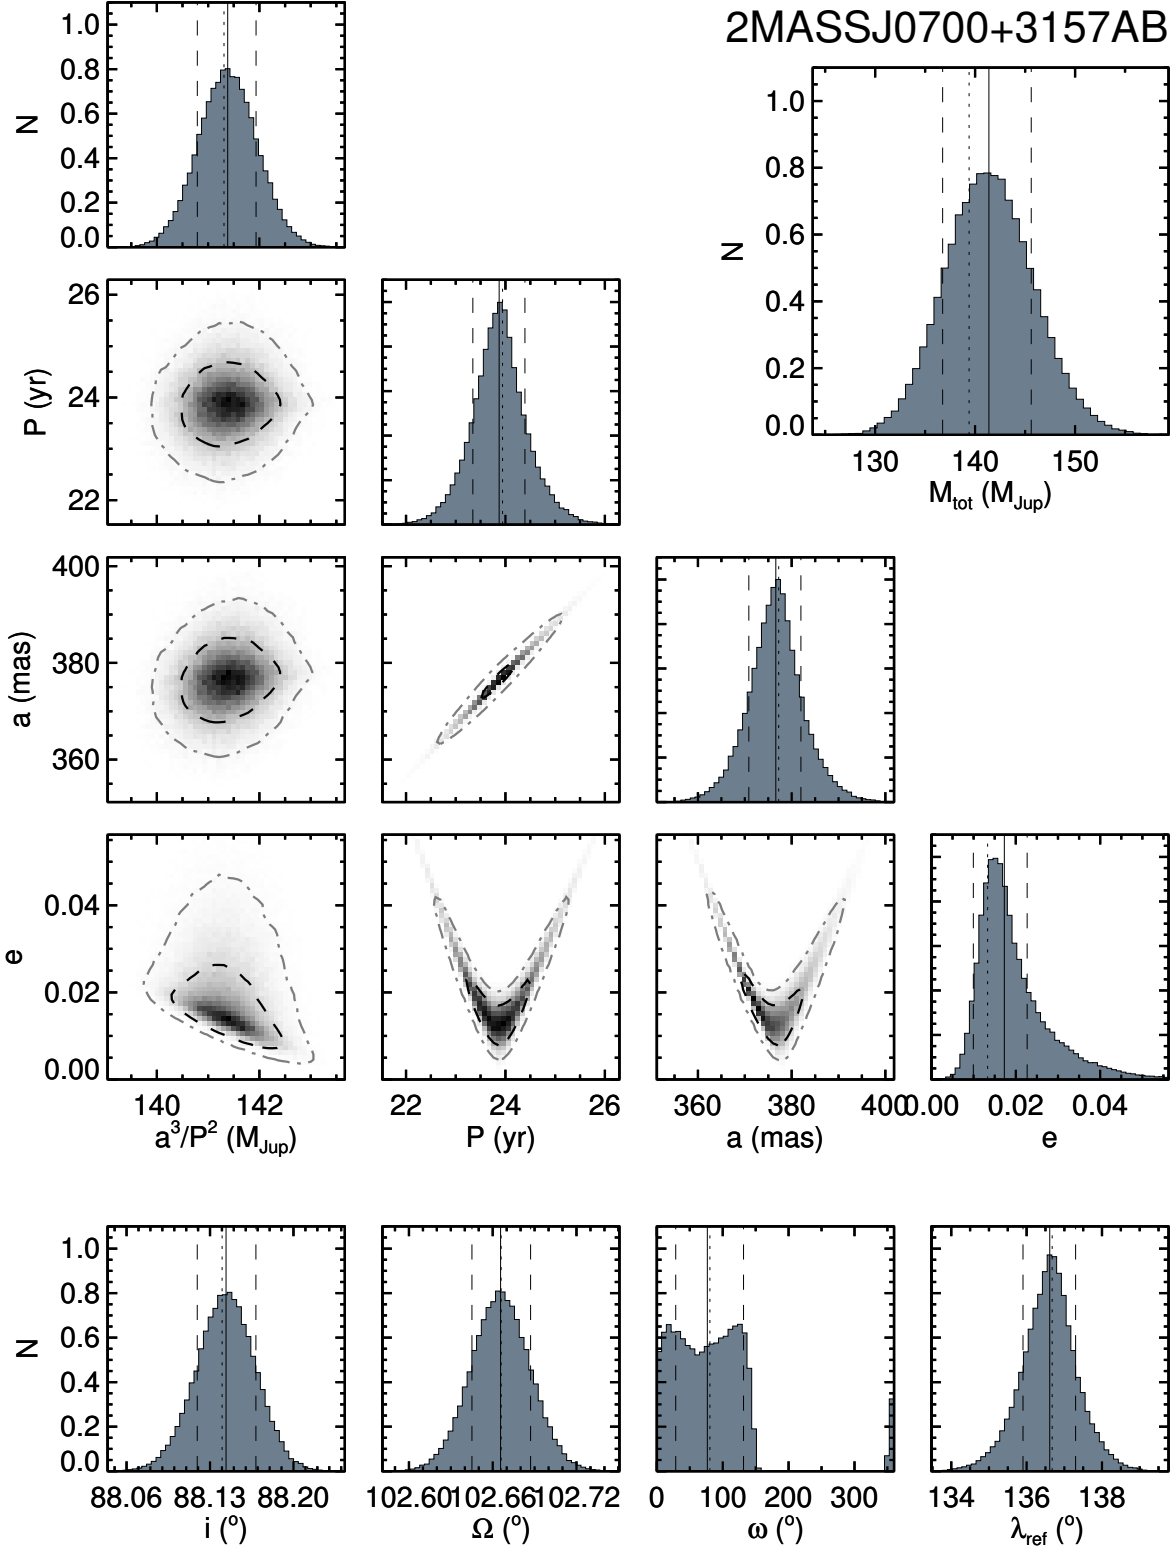 2MASSJ0700+3157AB
1.0
0.8
0.6
0.4
0.2
0.0
N
1.0
0.8
0.6
0.4
0.2
0.0
N
130 140 150
M_tot (M_Jup)
26
24
22
P (yr)
400
380
360
a (mas)
0.04
0.02
0.00
e
140 142
a³/P² (M_Jup)
22 24 26
P (yr)
360 380 400
a (mas)
0.00 0.02 0.04
e
1.0
0.8
0.6
0.4
0.2
0.0
N
88.06 88.13 88.20
i (°)
102.60 102.66 102.72
Ω (°)
0 100 200 300
ω (°)
134 136 138
λ_ref (°)